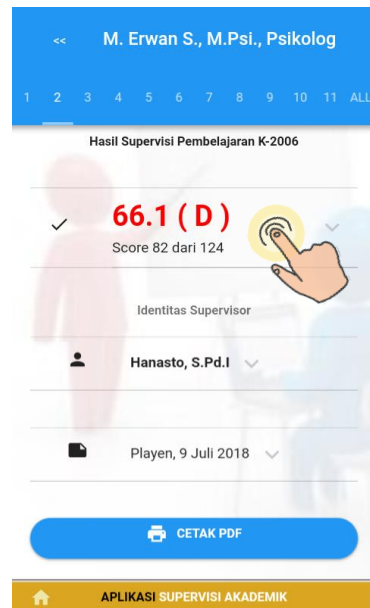 << M. Erwan S., M.Psi., Psikolog
1 2 3 4 5 6 7 8 9 10 11 ALL
Hasil Supervisi Pembelajaran K-2006
66.1 ( D )
Score 82 dari 124
Identitas Supervisor
Hanasto, S.Pd.I
Playen, 9 Juli 2018
CETAK PDF
APLIKASI SUPERVISI AKADEMIK